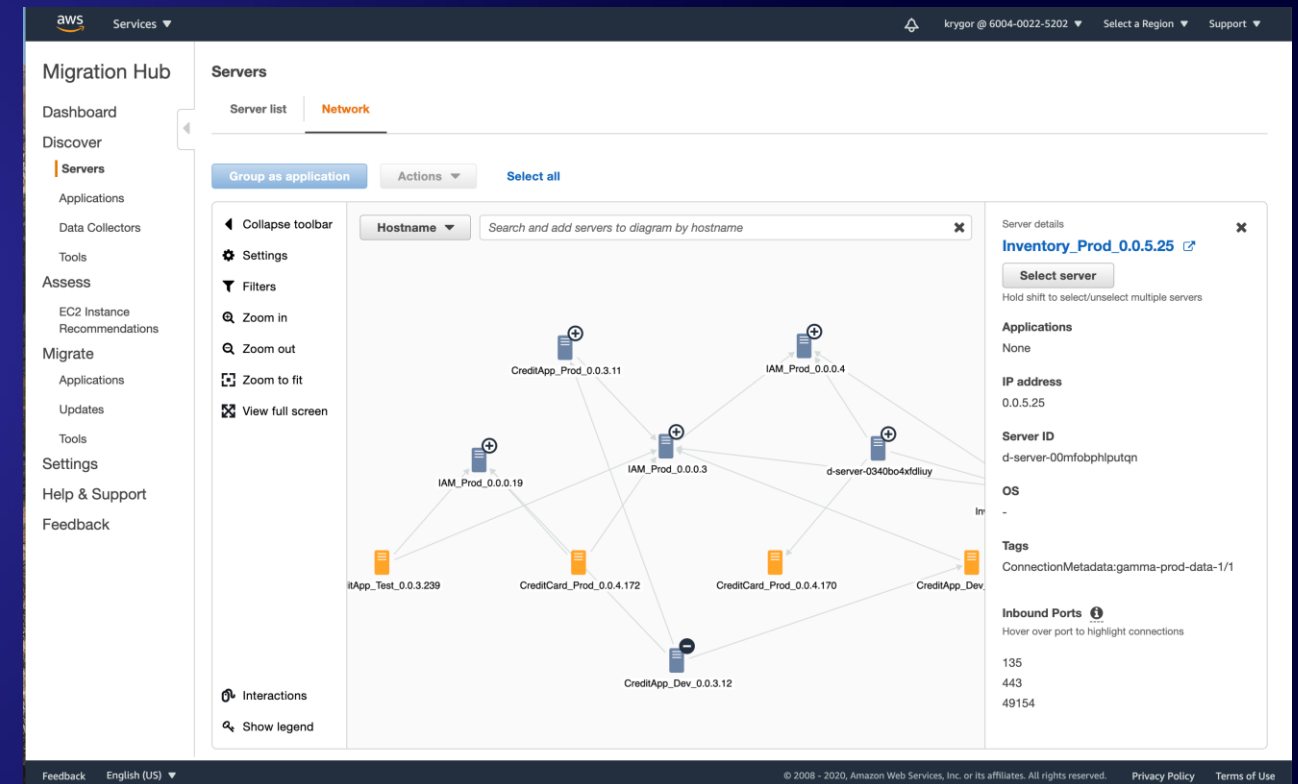 aws Services krygor @ 6004-0022-5202 Select a Region Support
Migration Hub
Dashboard
Discover
Servers
Applications
Data Collectors
Tools
Assess
EC2 Instance
Recommendations
Migrate
Applications
Updates
Tools
Settings
Help & Support
Feedback
Servers
Server list Network
Group as application Actions Select all
Collapse toolbar
Settings
Filters
Zoom in
Zoom out
Zoom to fit
View full screen
Interactions
Show legend
Hostname Search and add servers to diagram by hostname
CreditApp_Prod_0.0.3.11
IAM_Prod_0.0.0.4
IAM_Prod_0.0.0.19
IAM_Prod_0.0.0.3
d-server-0340bo4xfdliuy
In
itApp_Test_0.0.3.239
CreditCard_Prod_0.0.4.172
CreditCard_Prod_0.0.4.170
CreditApp_Dev_
CreditApp_Dev_0.0.3.12
Server details
Inventory_Prod_0.0.5.25
Select server
Hold shift to select/unselect multiple servers
Applications
None
IP address
0.0.5.25
Server ID
d-server-00mfobphlputqn
OS
-
Tags
ConnectionMetadata:gamma-prod-data-1/1
Inbound Ports
Hover over port to highlight connections
135
443
49154
Feedback English (US) © 2008 - 2020, Amazon Web Services, Inc. or its affiliates. All rights reserved. Privacy Policy Terms of Use